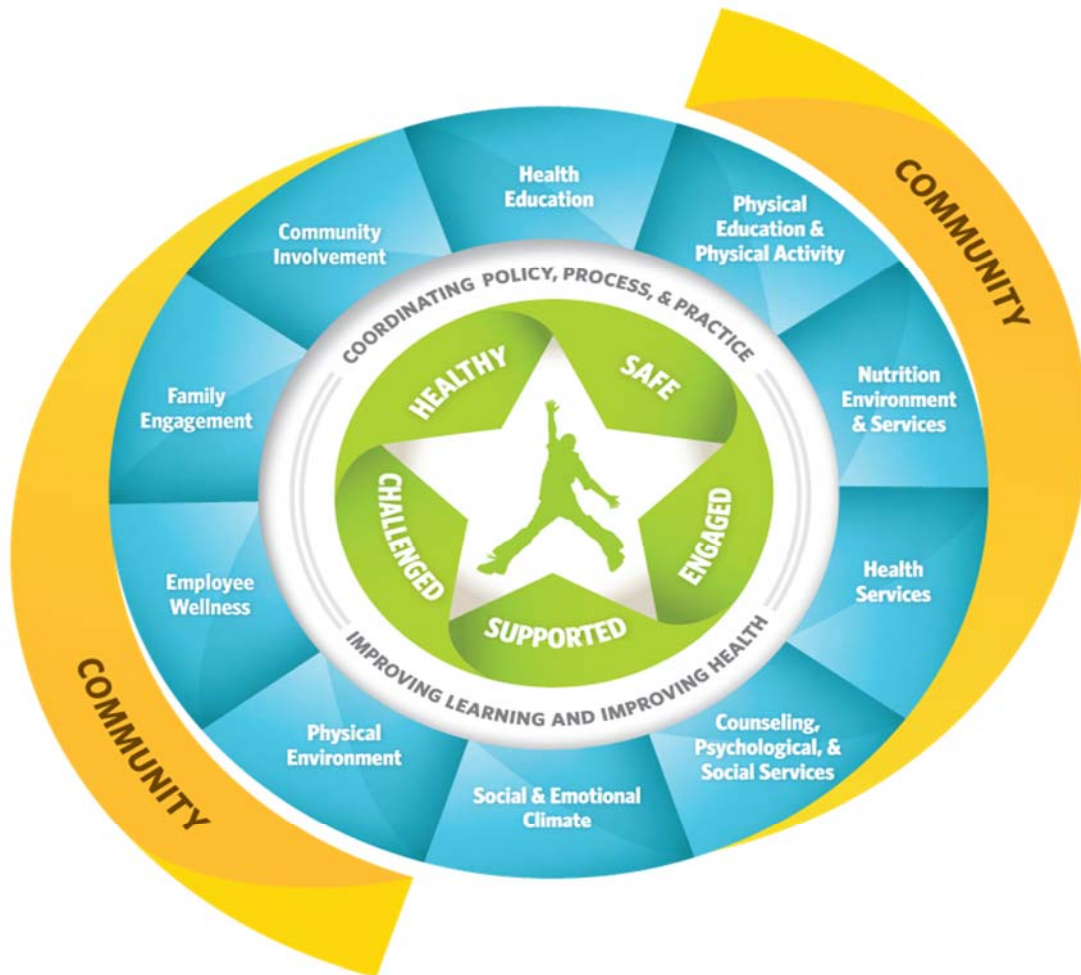 COMMUNITY
Health
Education
Physical
Education &
Physical Activity
Nutrition
Environment
& Services
Health
Services
Counseling,
Psychological, &
Social Services
Social & Emotional
Climate
Physical
Environment
Employee
Wellness
Family
Engagement
Community
Involvement
COORDINATING POLICY, PROCESS, & PRACTICE
IMPROVING LEARNING AND IMPROVING HEALTH
HEALTHY
SAFE
ENGAGED
SUPPORTED
CHALLENGED
COMMUNITY